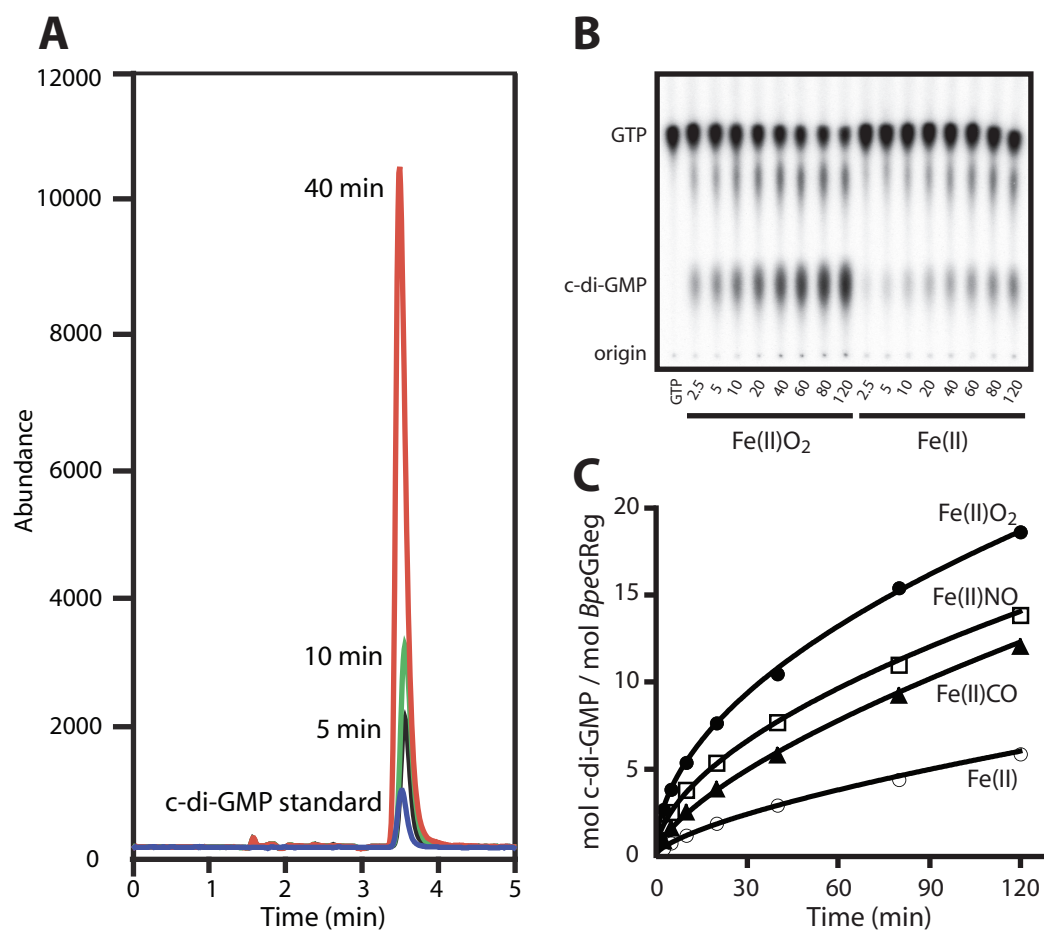 A
12000
10000
8000
6000
4000
2000
0
Abundance
40 min
10 min
5 min
c-di-GMP standard
0 1 2 3 4 5
Time (min)
B
GTP
c-di-GMP
origin
GTP 2.5 5 10 20 40 60 80 120 2.5 5 10 20 40 60 80 120
Fe(II)O₂ Fe(II)
C
20
15
10
5
0
mol c-di-GMP / mol BpeGReg
Fe(II)O₂
Fe(II)NO
Fe(II)CO
Fe(II)
0 30 60 90 120
Time (min)